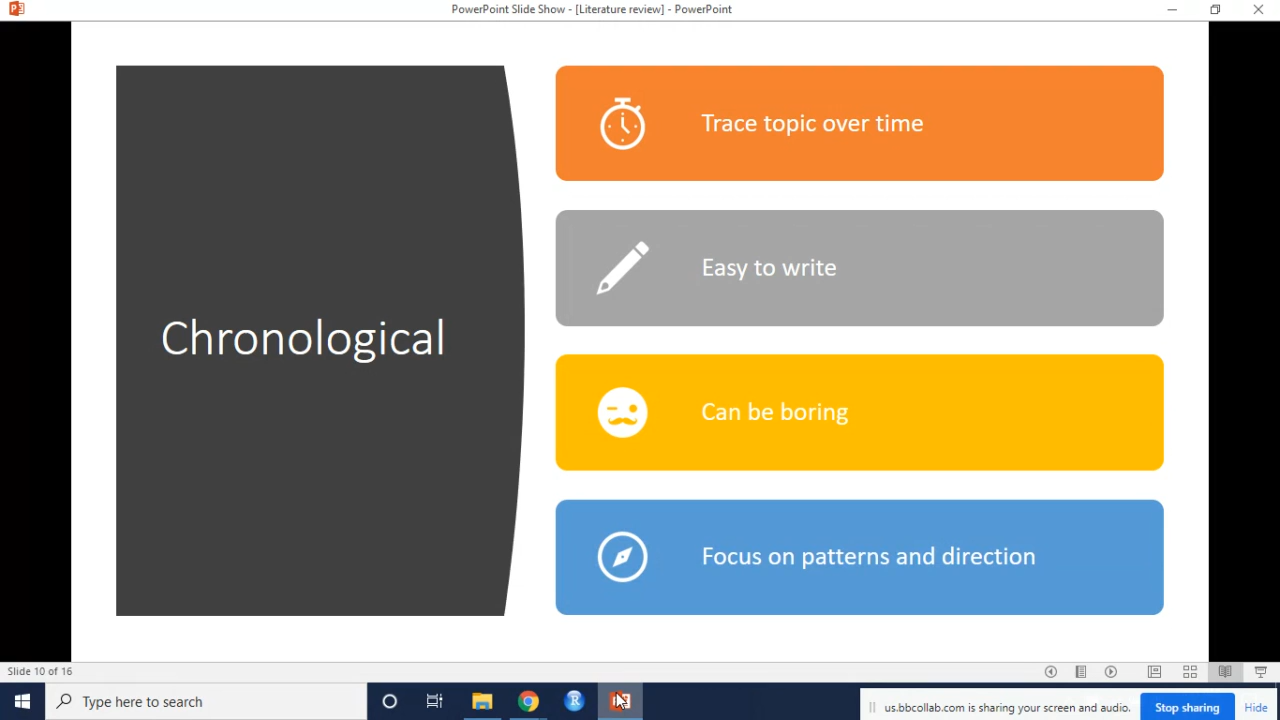 PowerPoint Slide Show - [Literature review] - PowerPoint
Chronological
Trace topic over time
Easy to write
Can be boring
Focus on patterns and direction
Slide 10 of 16
Type here to search
R
us.bbcollab.com is sharing your screen and audio.
Stop sharing
Hide